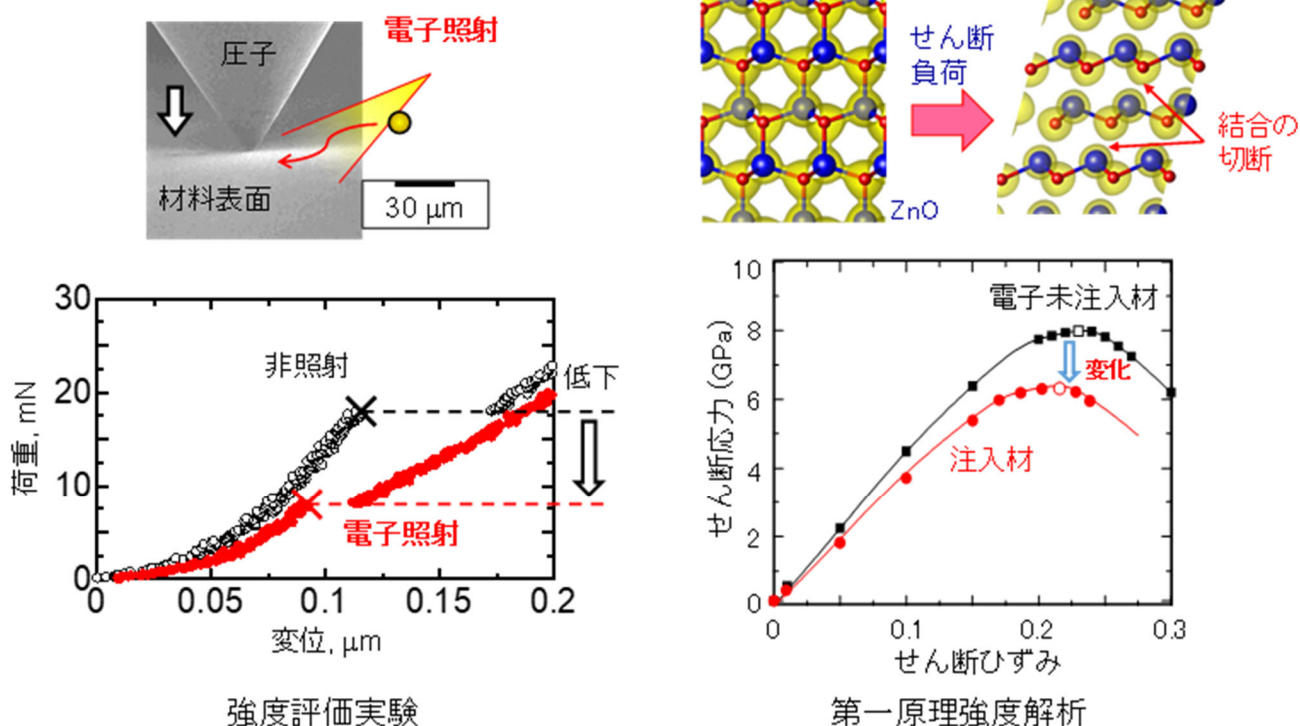 電子照射
圧子
材料表面
30 μm
せん断
負荷
結合の
切断
ZnO
30
20
10
0
荷重, mN
非照射
低下
電子照射
0
0.05
0.1
0.15
0.2
変位, μm
強度評価実験
10
8
6
4
2
0
せん断応力 (GPa)
電子未注入材
変化
注入材
0
0.1
0.2
0.3
せん断ひずみ
第一原理強度解析